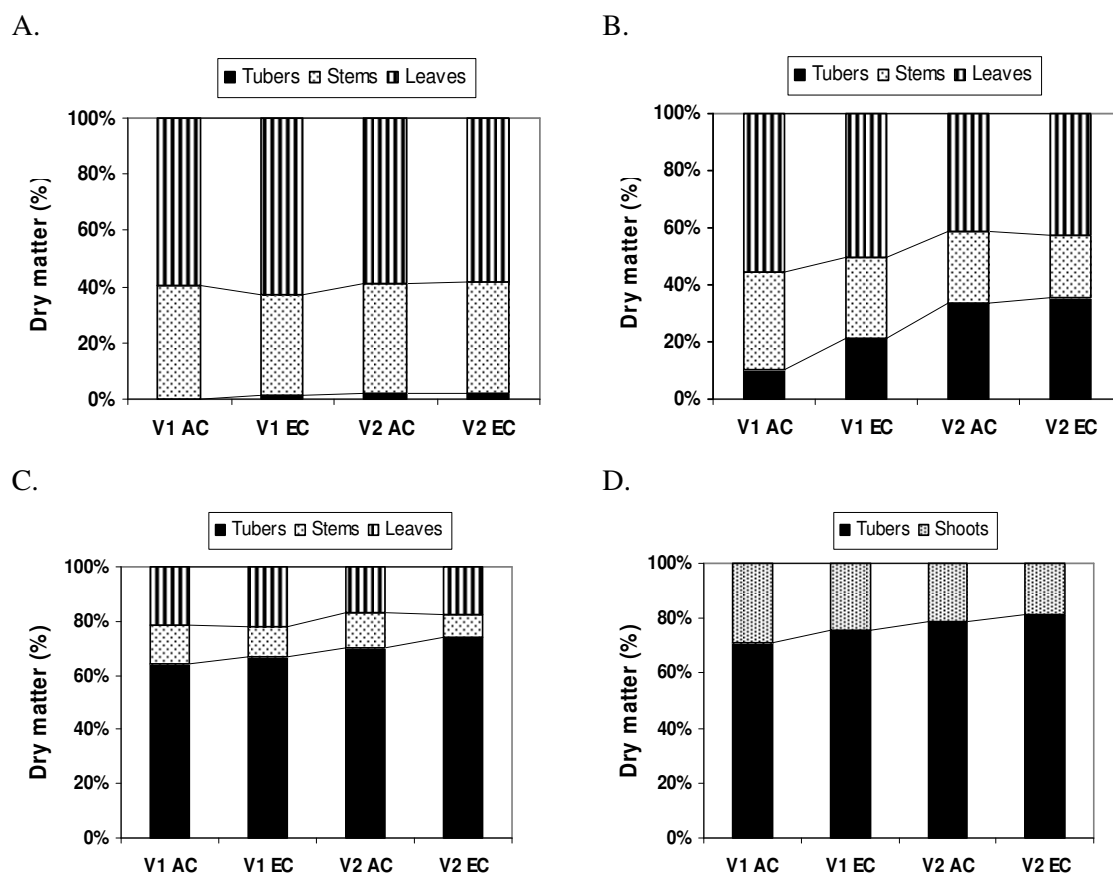 A.
Tubers Stems Leaves
100%
80%
60%
40%
20%
0%
Dry matter (%)
V1 AC V1 EC V2 AC V2 EC
B.
Tubers Stems Leaves
100%
80%
60%
40%
20%
0%
Dry matter (%)
V1 AC V1 EC V2 AC V2 EC
C.
Tubers Stems Leaves
100%
80%
60%
40%
20%
0%
Dry matter (%)
V1 AC V1 EC V2 AC V2 EC
D.
Tubers Shoots
100%
80%
60%
40%
20%
0%
Dry matter (%)
V1 AC V1 EC V2 AC V2 EC